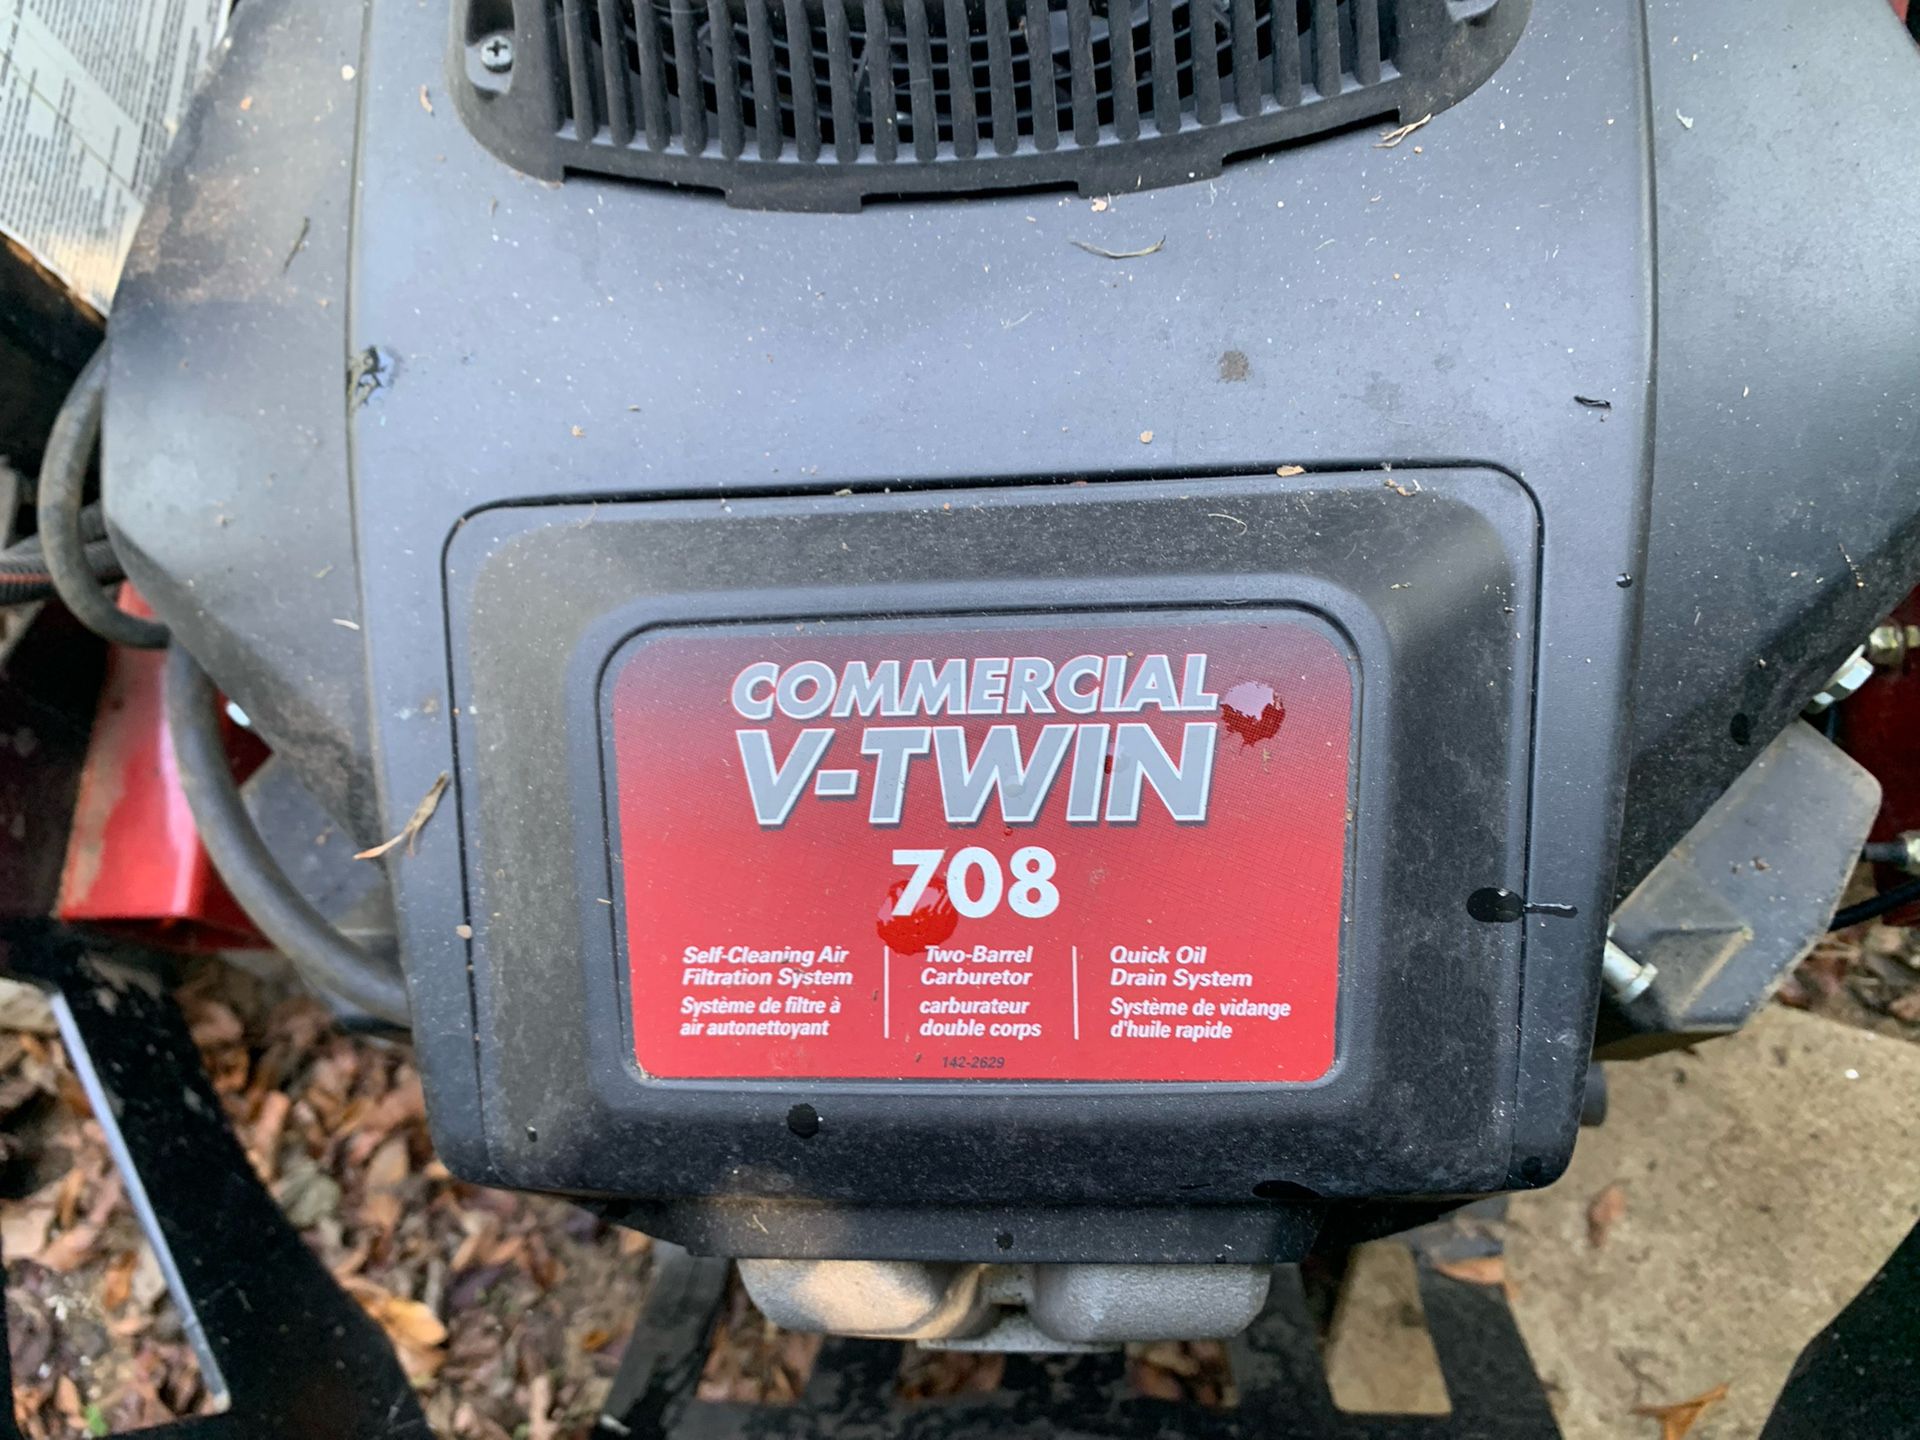 COMMERCIAL
V-TWIN
708
Self-Cleaning Air
Filtration System
Système de filtre à
air autonettoyant
Two-Barrel
Carburetor
carburateur
double corps
Quick Oil
Drain System
Système de vidange
d'huile rapide
142-2629